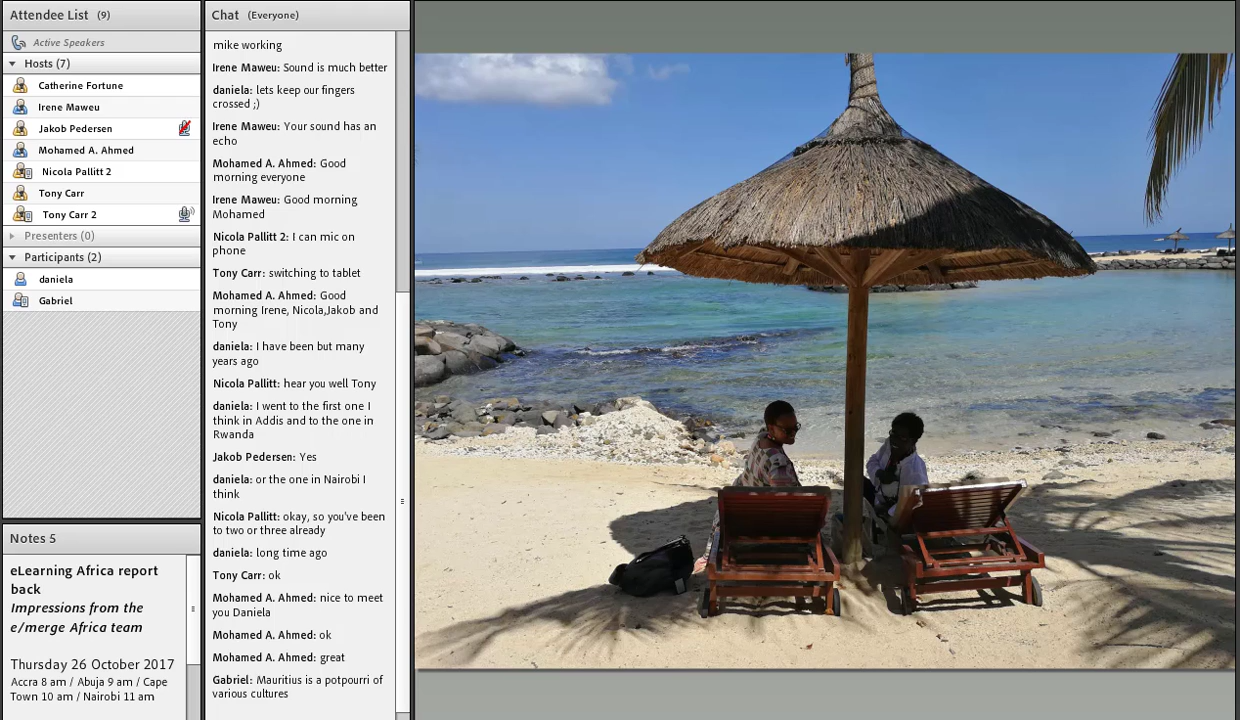 Attendee List (9)
Active Speakers
Hosts (7)
Catherine Fortune
Irene Maweu
Jakob Pedersen
Mohamed A. Ahmed
Nicola Pallitt 2
Tony Carr
Tony Carr 2
Presenters (0)
Participants (2)
daniela
Gabriel
Notes 5
eLearning Africa report
back
Impressions from the
e/merge Africa team
Thursday 26 October 2017
Accra 8 am / Abuja 9 am / Cape
Town 10 am / Nairobi 11 am
Chat (Everyone)
mike working
Irene Maweu: Sound is much better
daniela: lets keep our fingers
crossed ;)
Irene Maweu: Your sound has an
echo
Mohamed A. Ahmed: Good
morning everyone
Irene Maweu: Good morning
Mohamed
Nicola Pallitt 2: I can mic on
phone
Tony Carr: switching to tablet
Mohamed A. Ahmed: Good
morning Irene, Nicola,Jakob and
Tony
daniela: I have been but many
years ago
Nicola Pallitt: hear you well Tony
daniela: I went to the first one I
think in Addis and to the one in
Rwanda
Jakob Pedersen: Yes
daniela: or the one in Nairobi I
think
Nicola Pallitt: okay, so you've been
to two or three already
daniela: long time ago
Tony Carr: ok
Mohamed A. Ahmed: nice to meet
you Daniela
Mohamed A. Ahmed: ok
Mohamed A. Ahmed: great
Gabriel: Mauritius is a potpourri of
various cultures